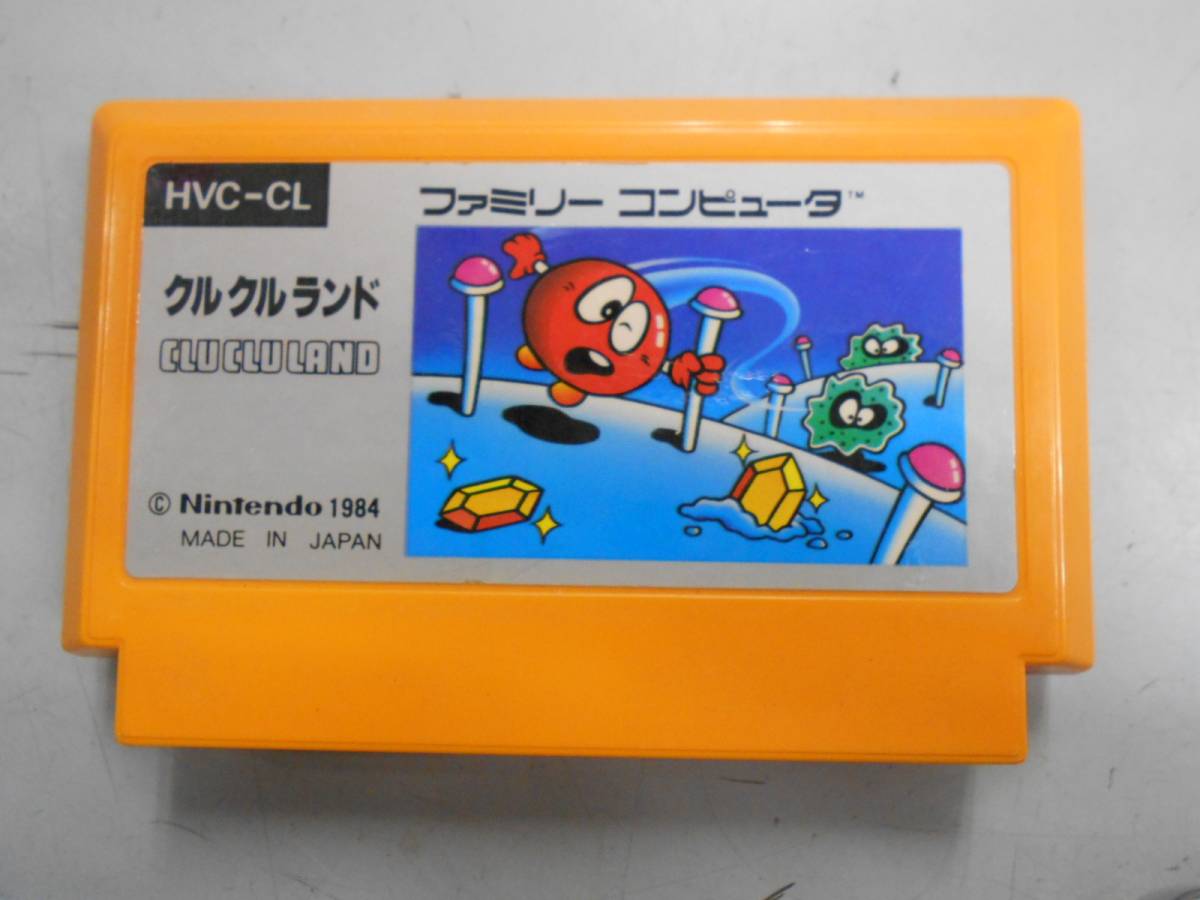 HVC-CL
ファミリー コンピュータ™
クルクルランド
CLU CLU LAND
© Nintendo 1984
MADE IN JAPAN